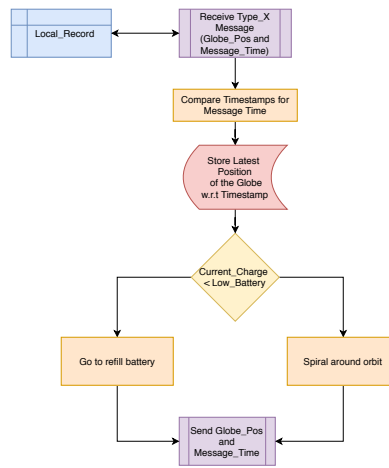 Local_Record
Receive Type_X
Message
(Globe_Pos and
Message_Time)
Compare Timestamps for
Message Time
Store Latest
Position
of the Globe
w.r.t Timestamp
Current_Charge
< Low_Battery
Go to refill battery
Spiral around orbit
Send Globe_Pos
and
Message_Time